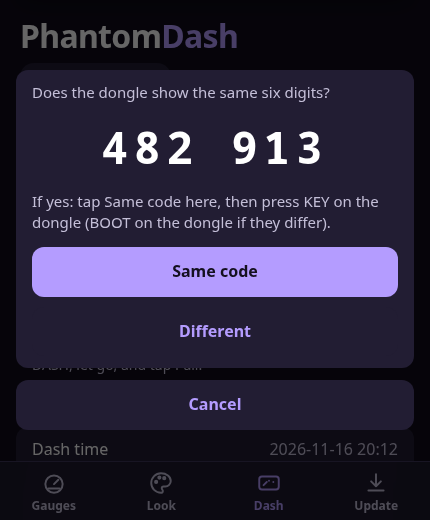 PhantomDash
Does the dongle show the same six digits?
482 913
If yes: tap Same code here, then press KEY on the
dongle (BOOT on the dongle if they differ).
Same code
Different
Cancel
Dash time 2026-11-16 20:12
Gauges Look Dash Update